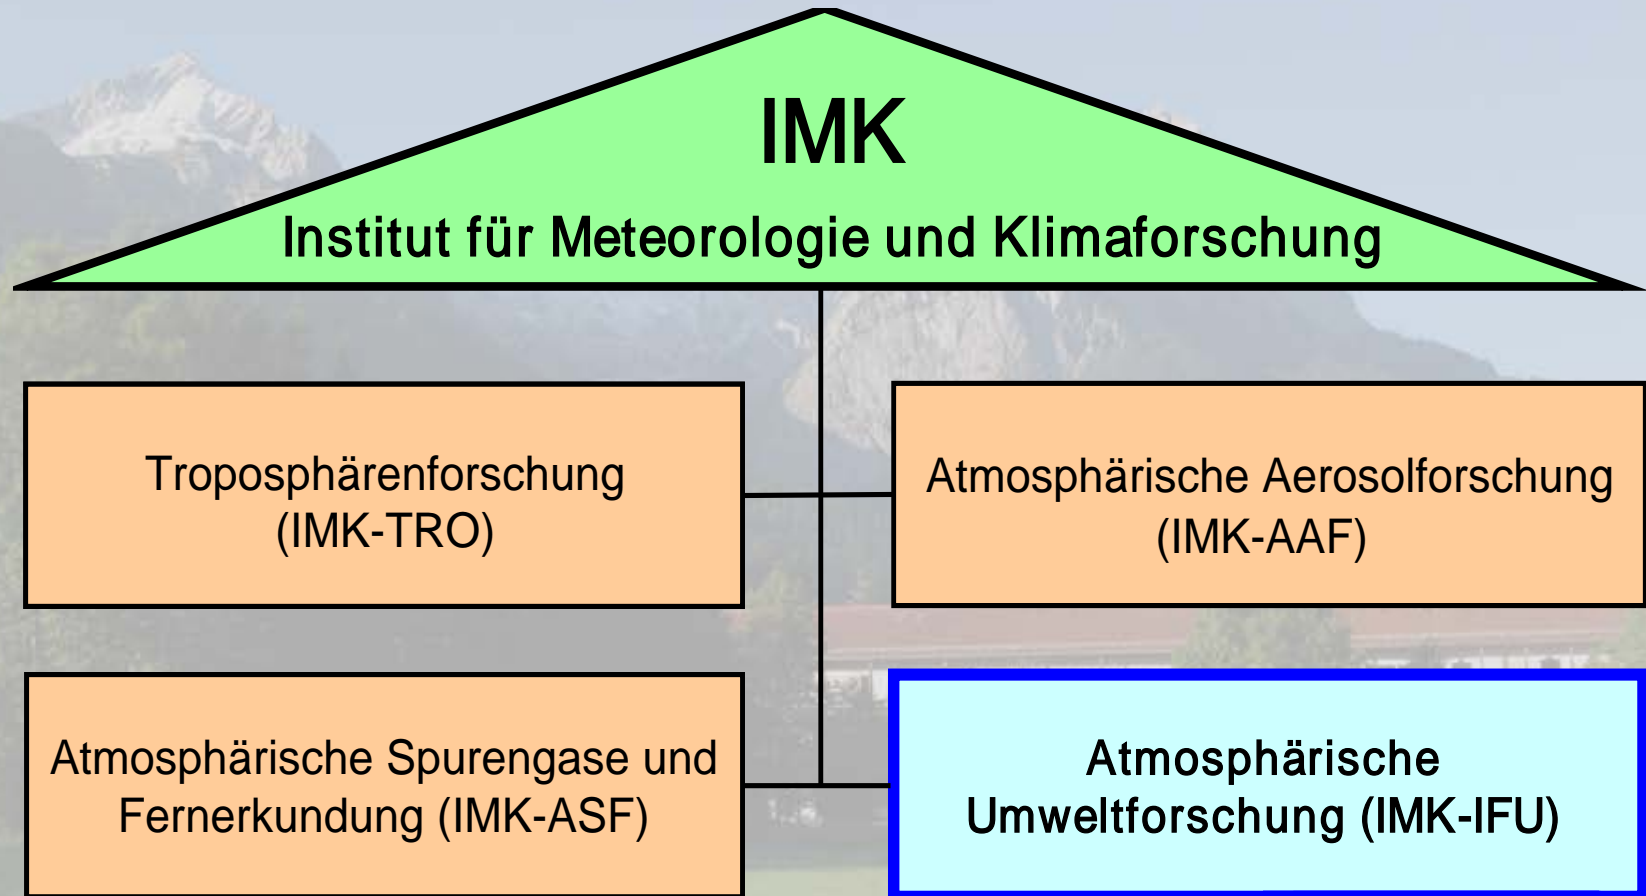 IMK
Institut für Meteorologie und Klimaforschung
Troposphärenforschung
(IMK-TRO)
Atmosphärische Aerosolforschung
(IMK-AAF)
Atmosphärische Spurengase und
Fernerkundung (IMK-ASF)
Atmosphärische
Umweltforschung (IMK-IFU)